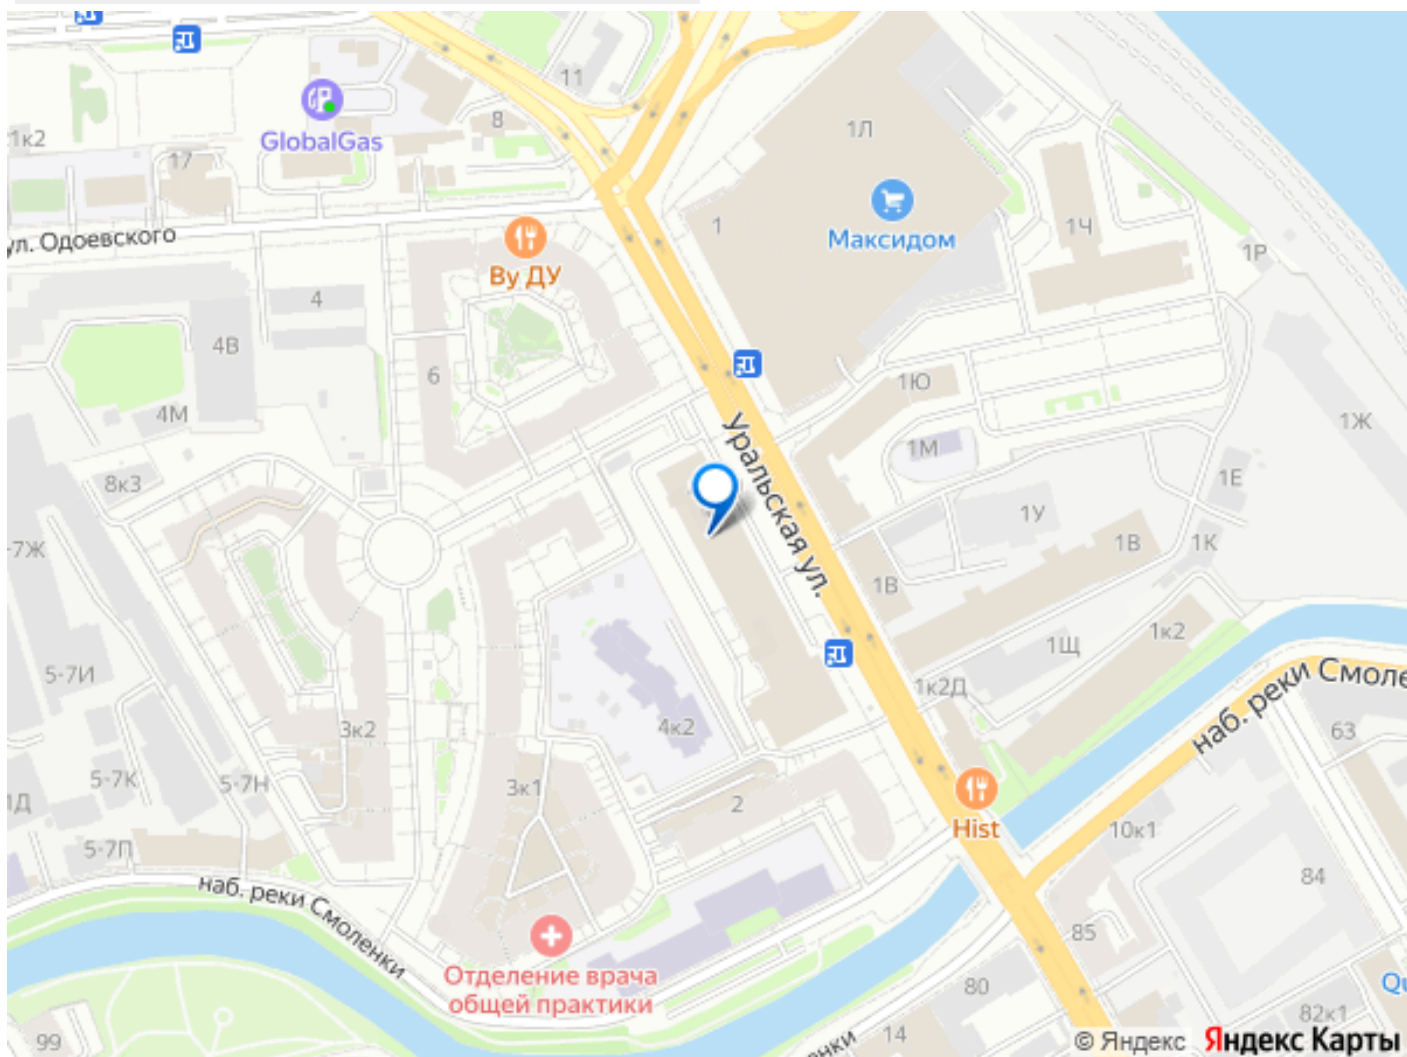 11
1Л
GlobalGas
8
1к2
17
Максидом
1
1Ч
1Р
ул. Одоевского
Ву ДУ
4
4В
6
1Ю
4М
1М
1Ж
Уральская ул.
8к3
1Е
1У
-7Ж
1В
1К
1В
1к2
1Щ
5-7И
1к2Д
наб. реки Смоле
3к2
4к2
63
5-7К
5-7Н
3к1
1Д
2
Hist
10к1
5-7П
84
наб. реки Смоленки
85
Отделение врача
общей практики
80
Qu
82к1
14
99
нки
© Яндекс Яндекс Карты